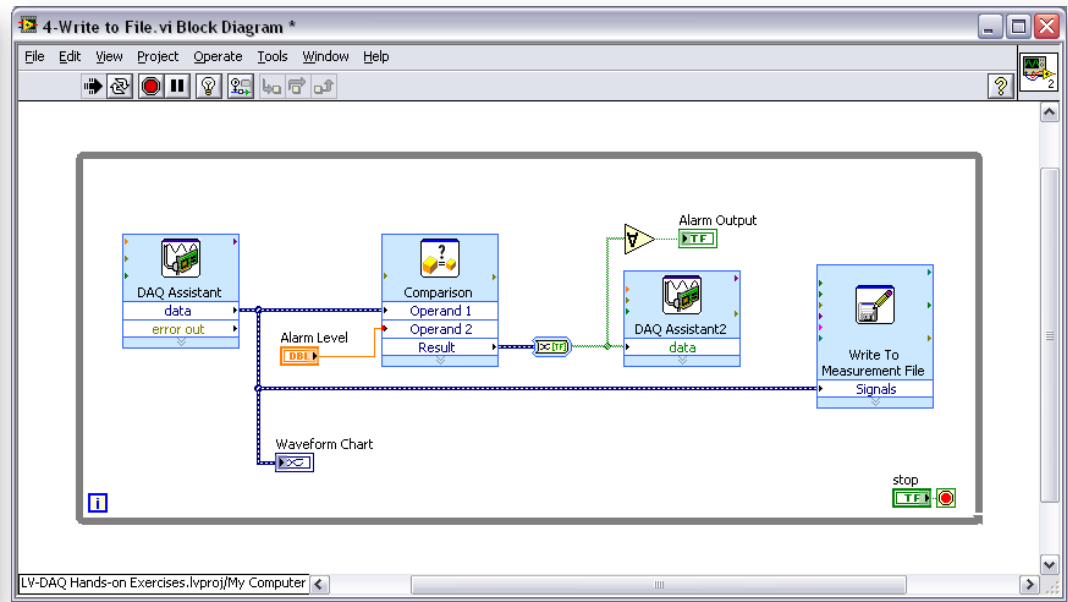 4-Write to File.vi Block Diagram *
File Edit View Project Operate Tools Window Help
2
Alarm Output
TF
DAQ Assistant
data
error out
Comparison
Operand 1
Operand 2
Result
Alarm Level
DBL
TF
DAQ Assistant2
data
Write To
Measurement File
Signals
Waveform Chart
stop
TF
i
LV-DAQ Hands-on Exercises.lvproj/My Computer